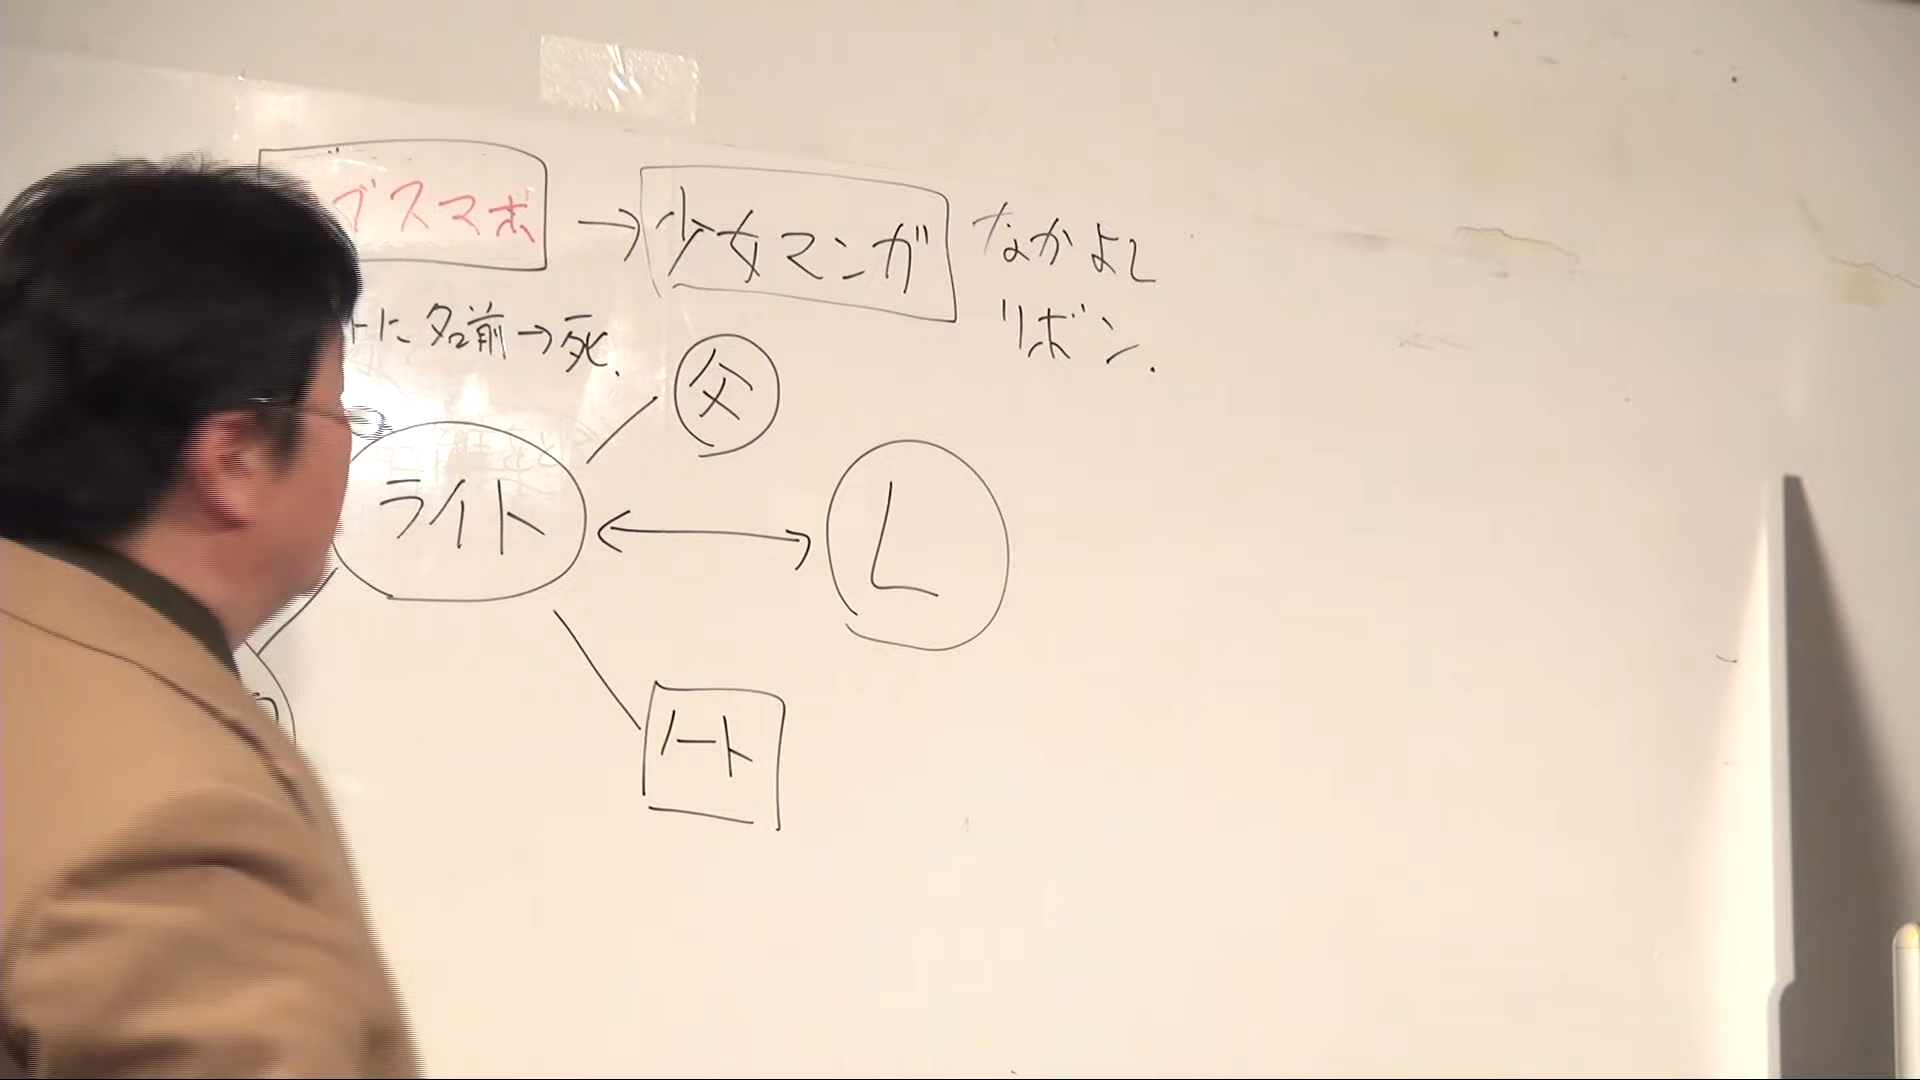 ブスマホ → 少女マンガ なかよし
リボン.
トに名前→死.
父
ライト ←→ L
ノート